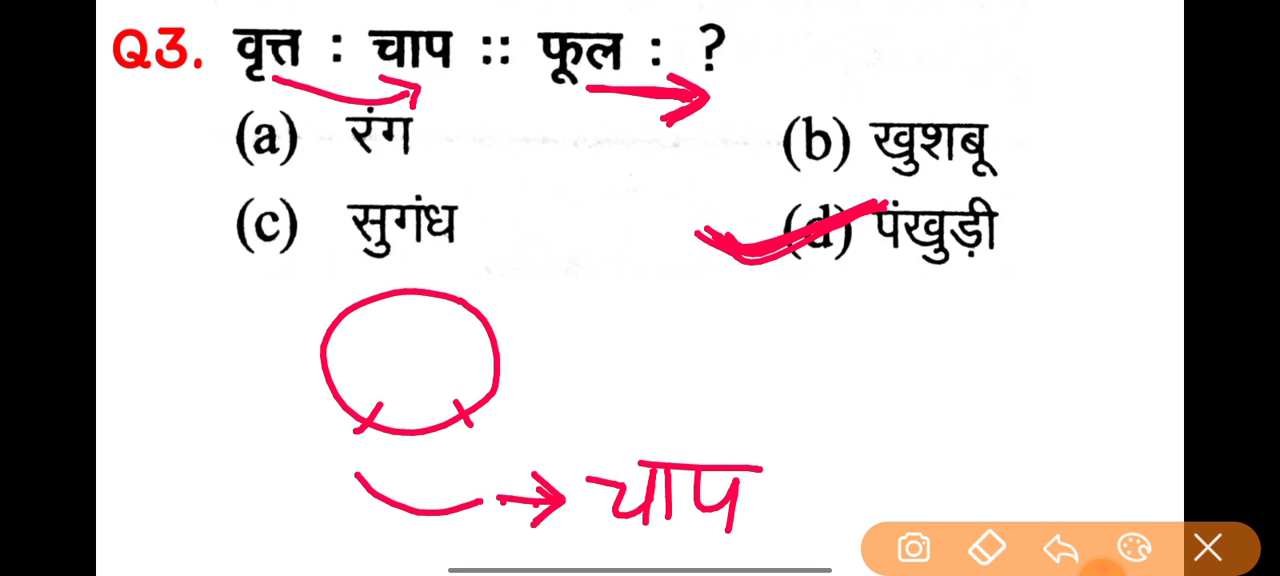 Q3. वृत्त : चाप :: फूल : ?
(a) रंग (b) खुशबू
(c) सुगंध (d) पंखुड़ी
चाप